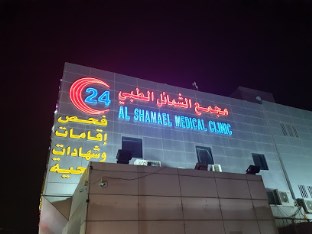 مجمع الشمائل الطبي
24
AL SHAMAEL MEDICAL CLINIC
فحص
إقامات
وشهادات
صحية